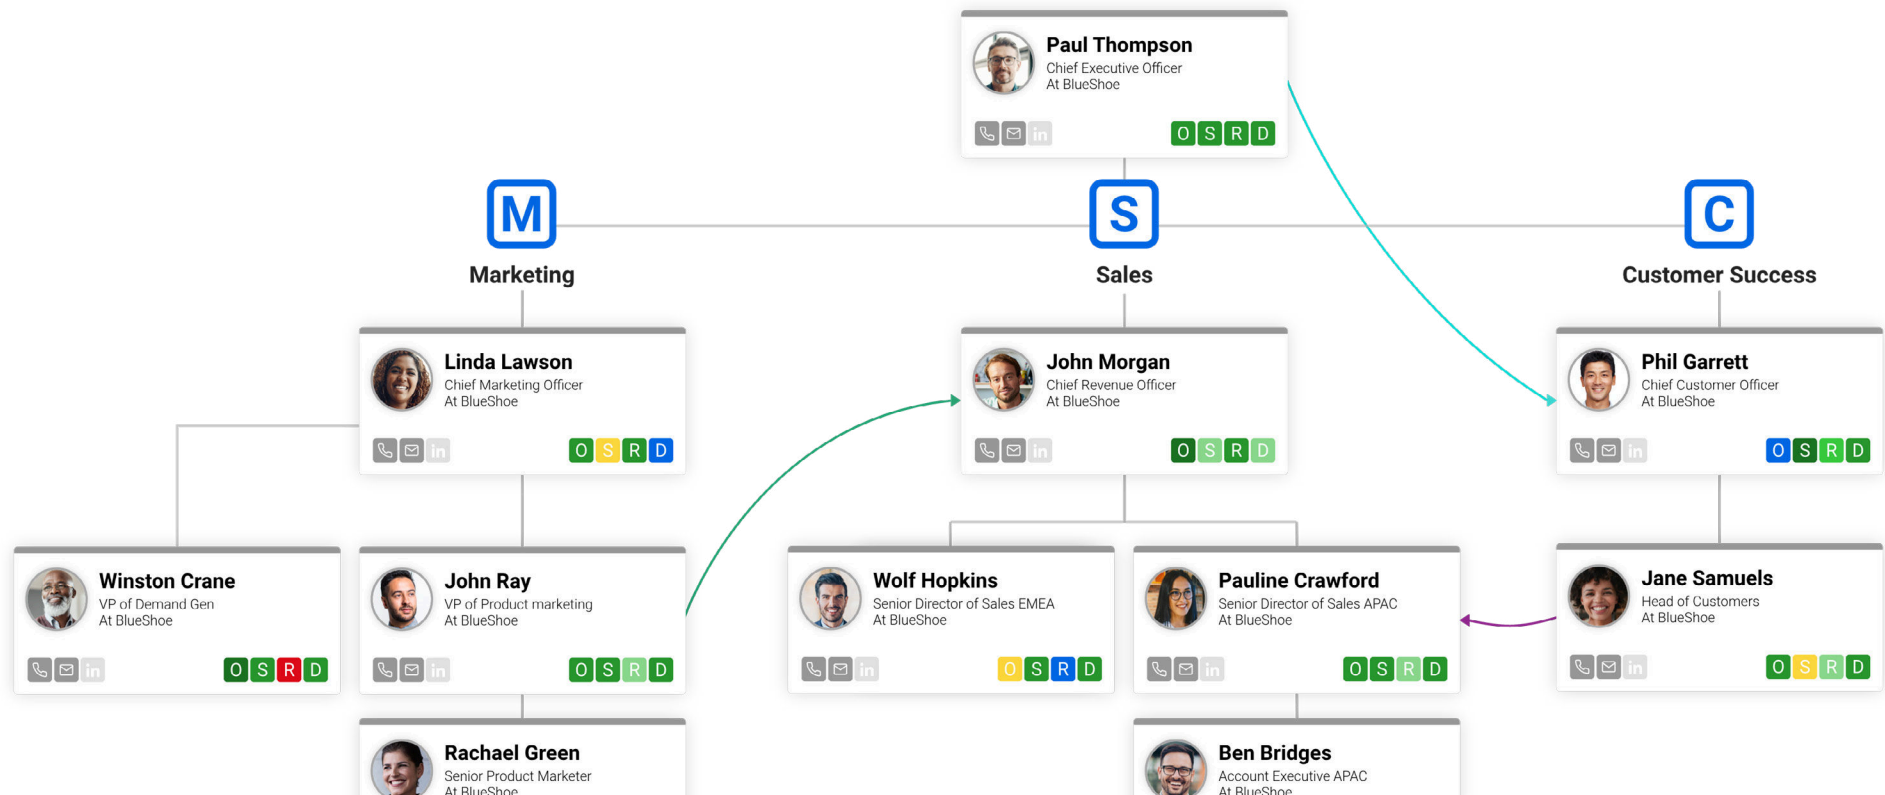 Paul Thompson
Chief Executive Officer
At BlueShoe
in
O S R D
M
S
C
Marketing
Sales
Customer Success
Linda Lawson
Chief Marketing Officer
At BlueShoe
in
O S R D
John Morgan
Chief Revenue Officer
At BlueShoe
in
O S R D
Phil Garrett
Chief Customer Officer
At BlueShoe
in
O S R D
Winston Crane
VP of Demand Gen
At BlueShoe
in
O S R D
John Ray
VP of Product marketing
At BlueShoe
in
O S R D
Wolf Hopkins
Senior Director of Sales EMEA
At BlueShoe
in
O S R D
Pauline Crawford
Senior Director of Sales APAC
At BlueShoe
in
O S R D
Jane Samuels
Head of Customers
At BlueShoe
in
O S R D
Rachael Green
Senior Product Marketer
At BlueShoe
Ben Bridges
Account Executive APAC
At BlueShoe